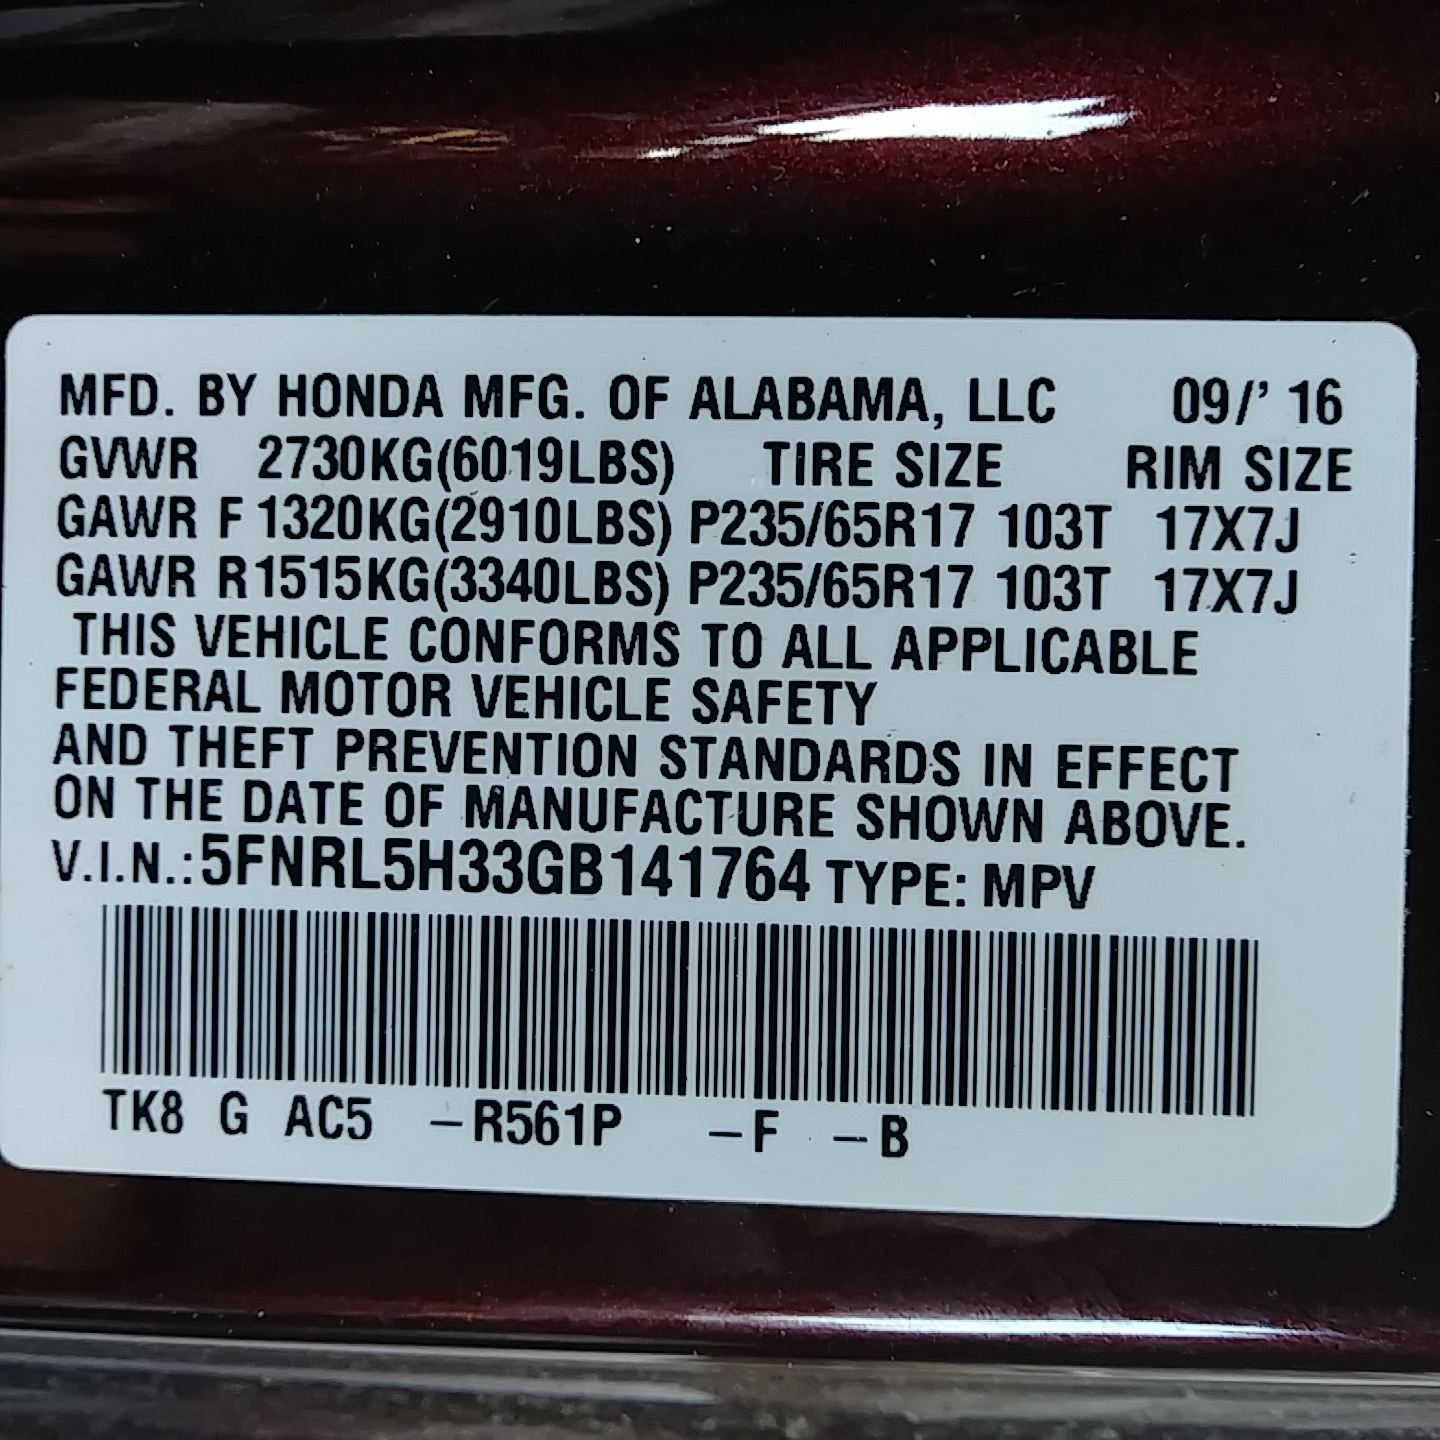 MFD. BY HONDA MFG. OF ALABAMA, LLC 09/' 16
GVWR 2730KG(6019LBS) TIRE SIZE RIM SIZE
GAWR F 1320KG(2910LBS) P235/65R17 103T 17X7J
GAWR R 1515KG(3340LBS) P235/65R17 103T 17X7J
THIS VEHICLE CONFORMS TO ALL APPLICABLE
FEDERAL MOTOR VEHICLE SAFETY
AND THEFT PREVENTION STANDARDS IN EFFECT
ON THE DATE OF MANUFACTURE SHOWN ABOVE.
V.I.N.: 5FNRL5H33GB141764 TYPE: MPV
TK8 G AC5 –R561P –F –B